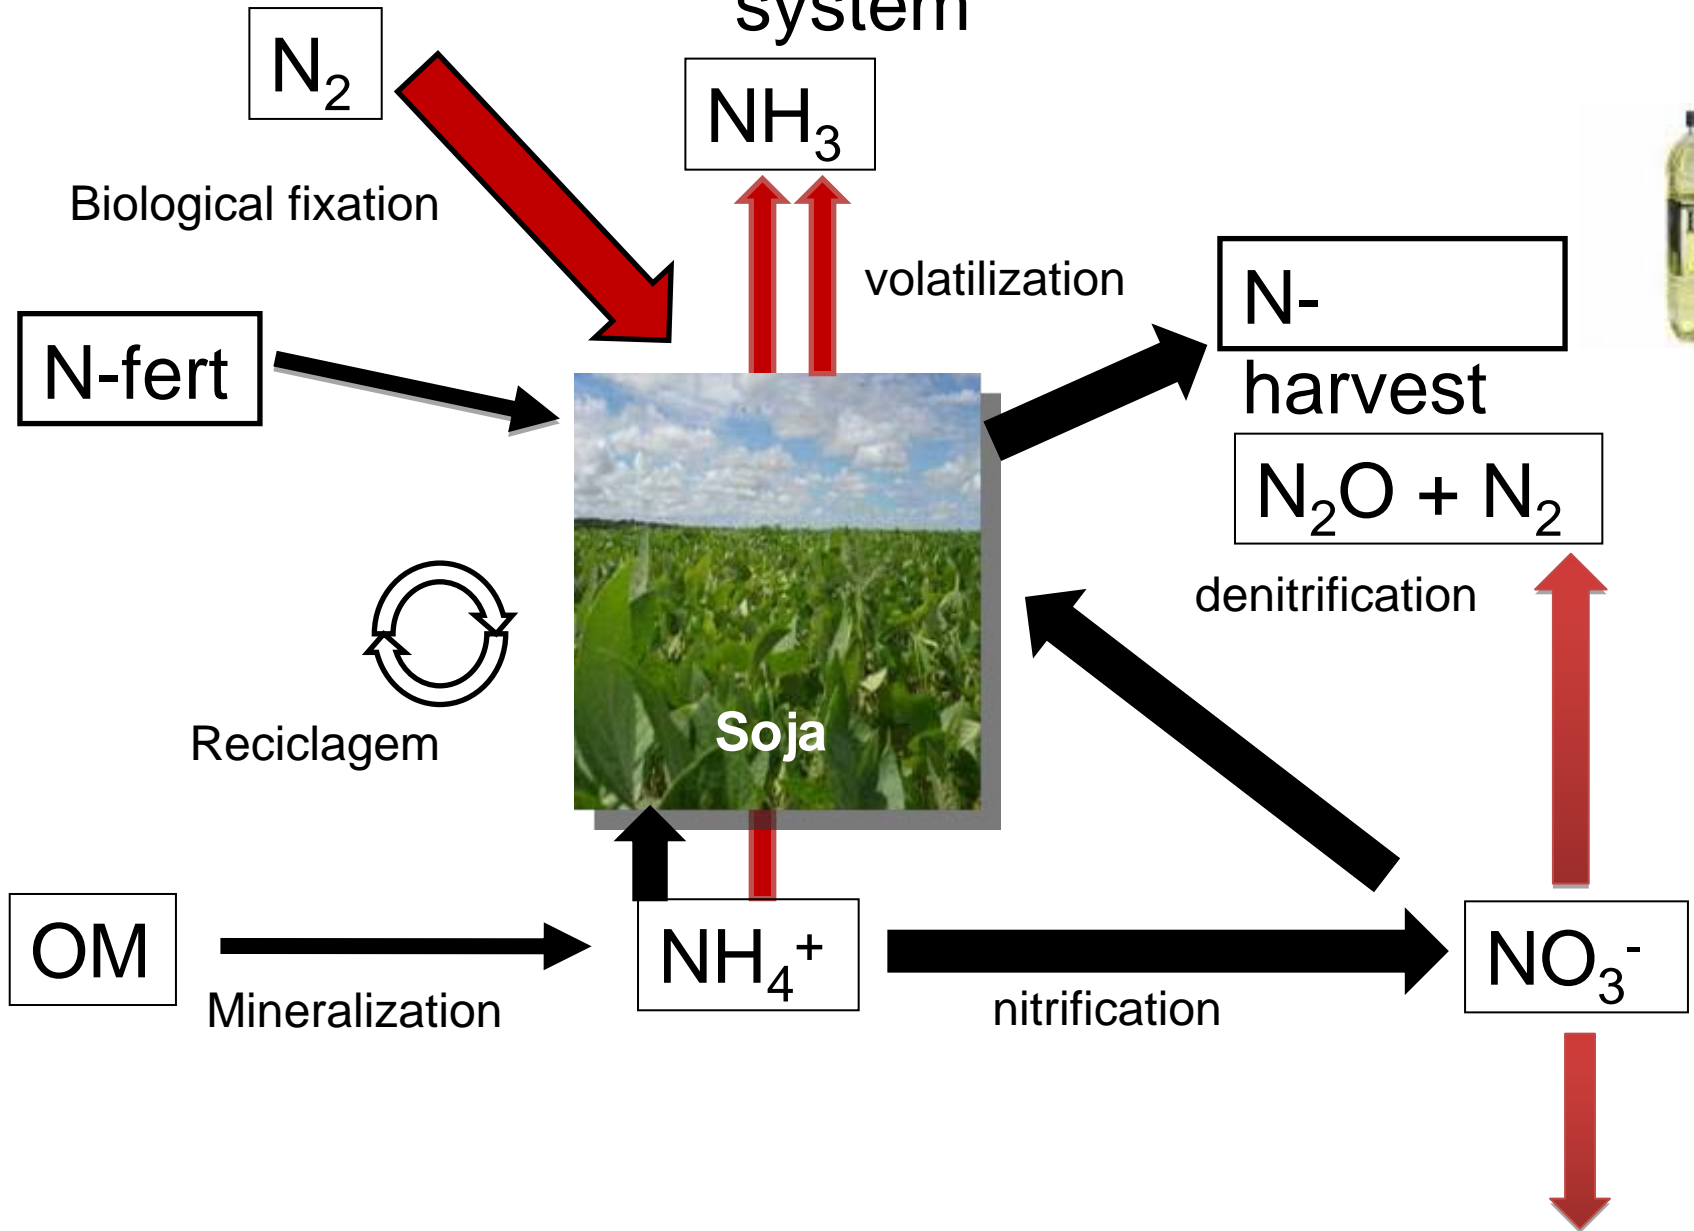 system
N₂
NH₃
Biological fixation
volatilization
N-
harvest
N-fert
N₂O + N₂
denitrification
Soja
Reciclagem
OM
NH₄⁺
NO₃⁻
Mineralization
nitrification